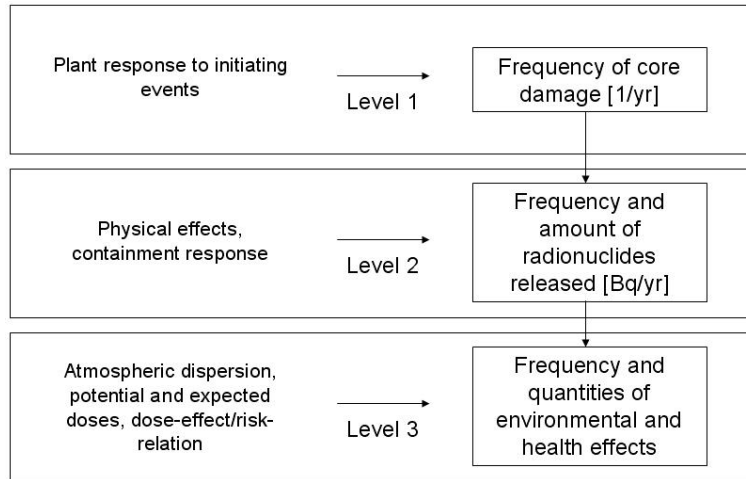 Plant response to initiating
events
Level 1
Frequency of core
damage [1/yr]
Physical effects,
containment response
Level 2
Frequency and
amount of
radionuclides
released [Bq/yr]
Atmospheric dispersion,
potential and expected
doses, dose-effect/risk-
relation
Level 3
Frequency and
quantities of
environmental and
health effects